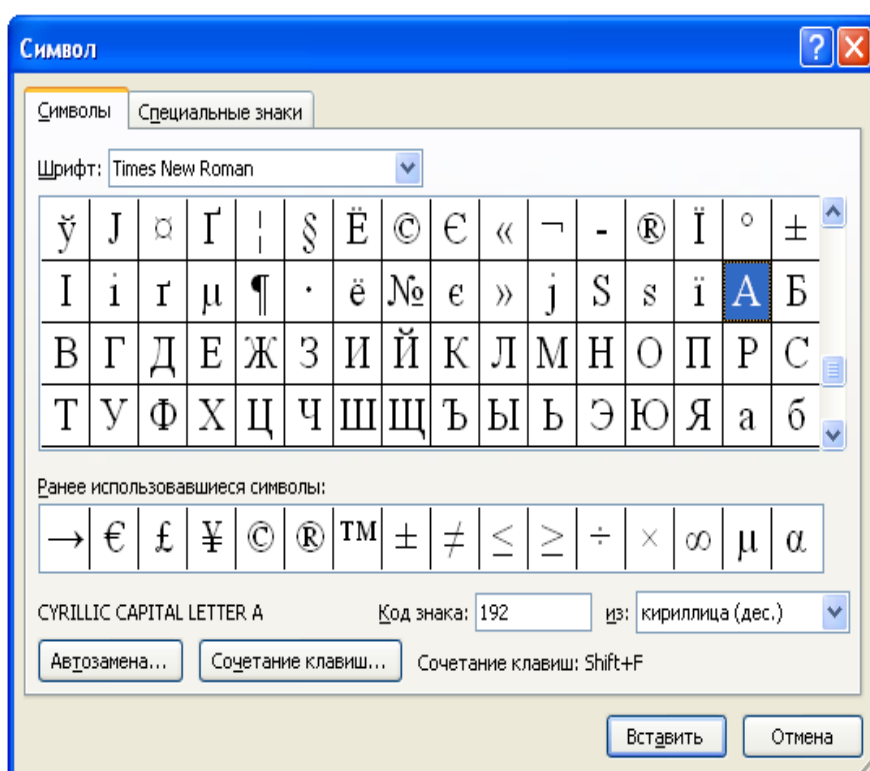 Символ
Символы Специальные знаки
Шрифт: Times New Roman
ў Ј ¤ Ґ ¦ § Ё © Є « ¬ - ® Ї ° ±
І і ґ µ ¶ · ё № є » ј Ѕ ѕ ї А Б
В Г Д Е Ж З И Й К Л М Н О П Р С
Т У Ф Х Ц Ч Ш Щ Ъ Ы Ь Э Ю Я а б
Ранее использовавшиеся символы:
→ € £ ¥ © ® ™ ± ≠ ≤ ≥ ÷ × ∞ µ α
CYRILLIC CAPITAL LETTER A Код знака: 192 из: кириллица (дес.)
Автозамена... Сочетание клавиш... Сочетание клавиш: Shift+F
Вставить Отмена